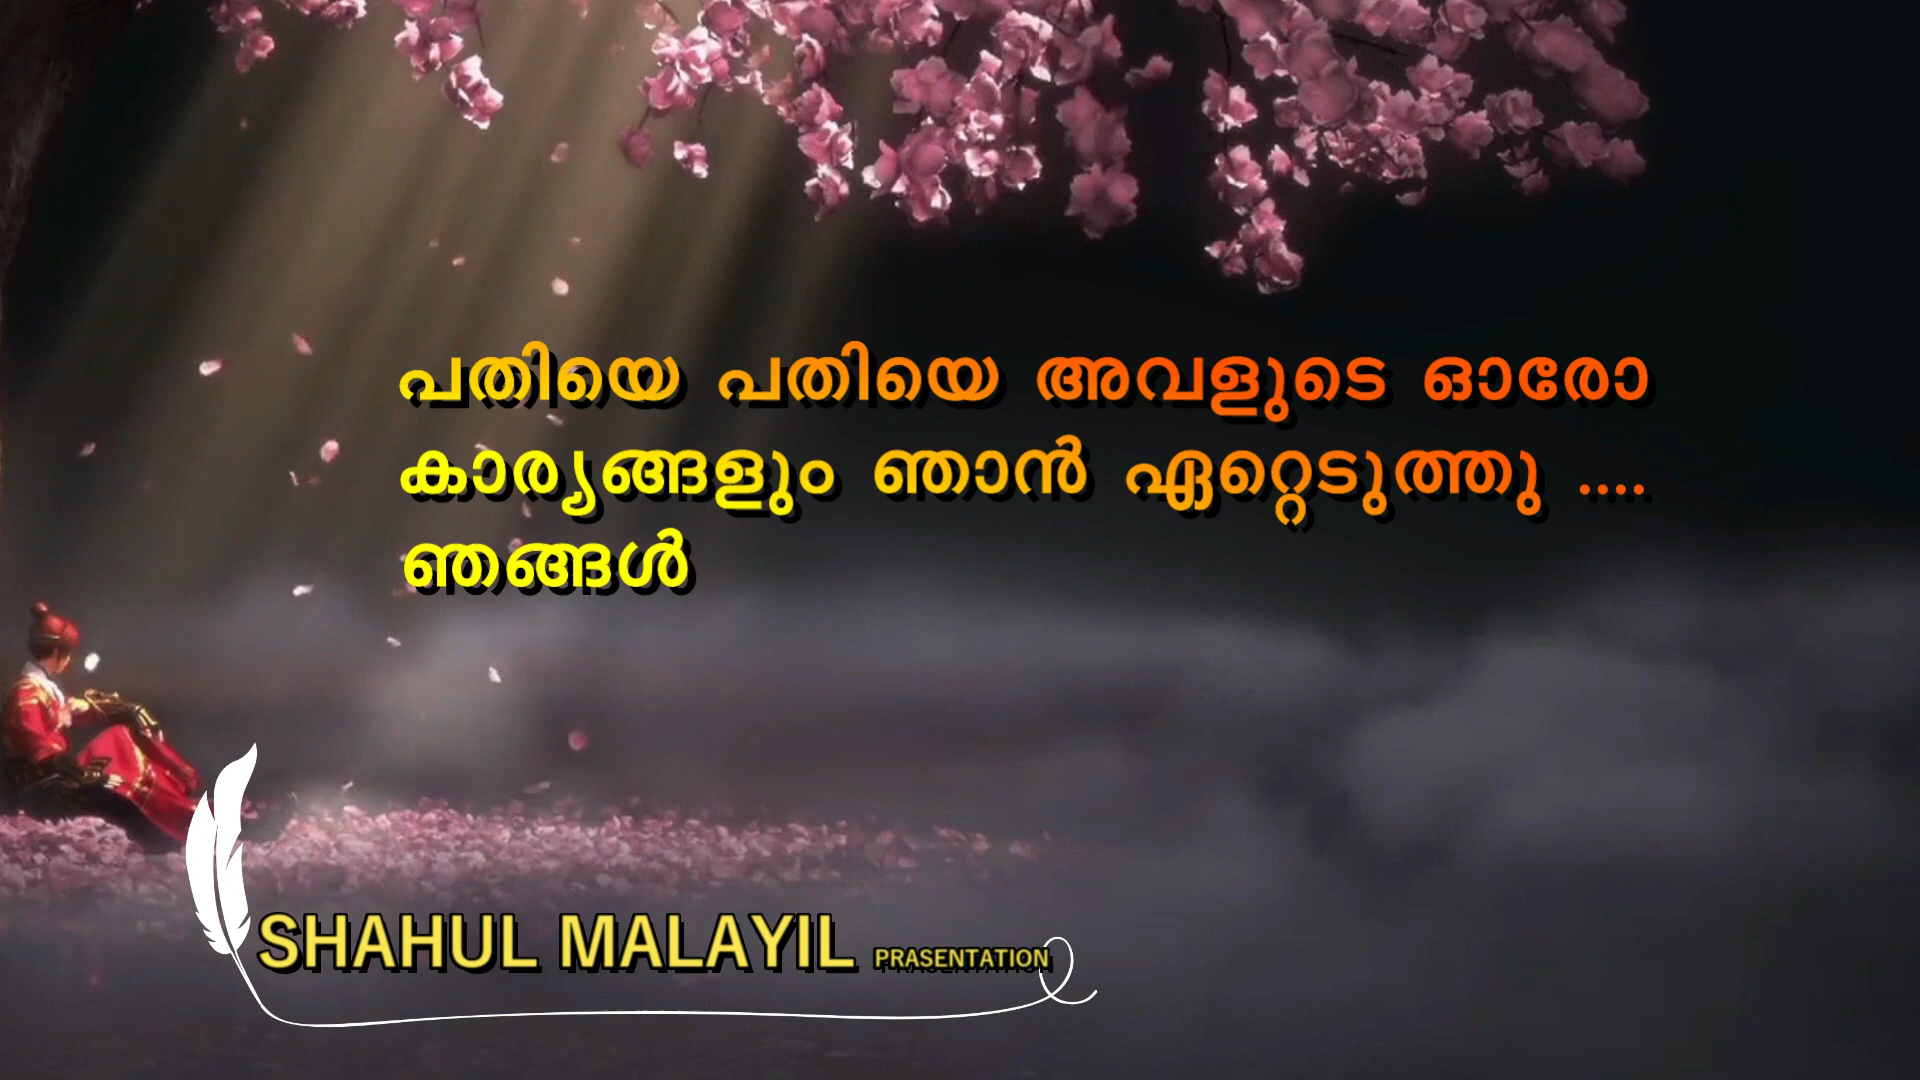 പതിയെ പതിയെ അവളുടെ ഓരോ
കാര്യങ്ങളും ഞാൻ ഏറ്റെടുത്തു ....
ഞങ്ങൾ
SHAHUL MALAYIL PRASENTATION